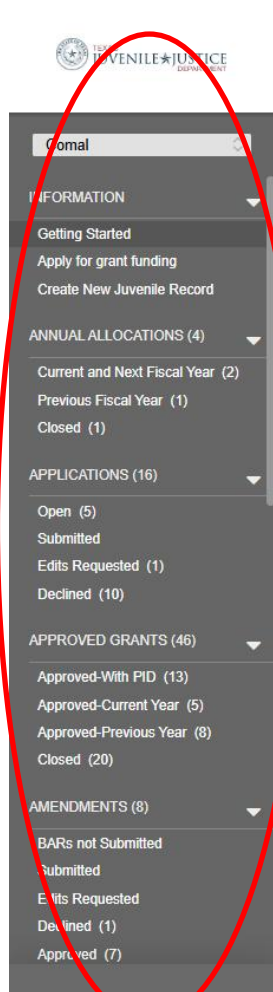 TEXAS
JUVENILE★JUSTICE
DEPARTMENT
Comal
INFORMATION
Getting Started
Apply for grant funding
Create New Juvenile Record
ANNUAL ALLOCATIONS (4)
Current and Next Fiscal Year (2)
Previous Fiscal Year (1)
Closed (1)
APPLICATIONS (16)
Open (5)
Submitted
Edits Requested (1)
Declined (10)
APPROVED GRANTS (46)
Approved-With PID (13)
Approved-Current Year (5)
Approved-Previous Year (8)
Closed (20)
AMENDMENTS (8)
BARs not Submitted
Submitted
Edits Requested
Declined (1)
Approved (7)